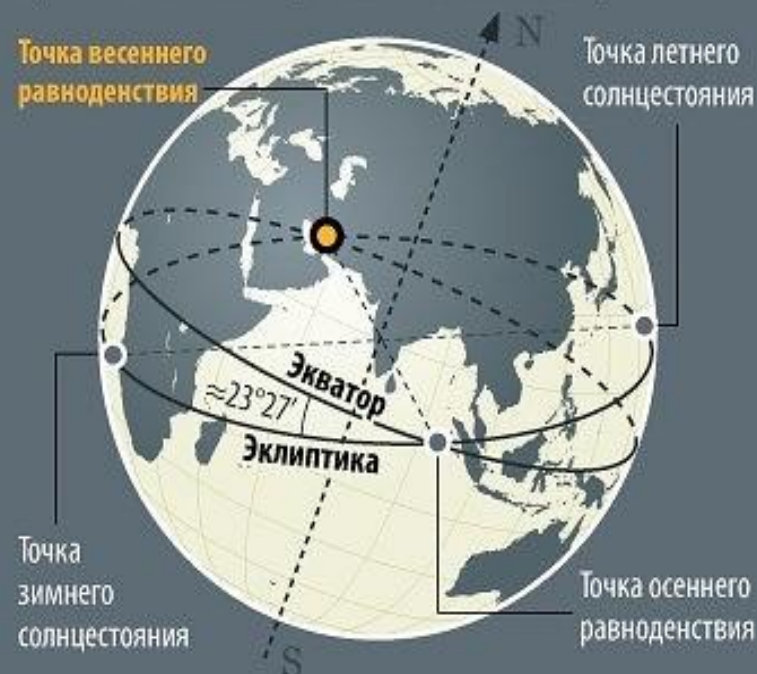 Точка весеннего
равноденствия
N
Точка летнего
солнцестояния
Экватор
≈23°27'
Эклиптика
Точка
зимнего
солнцестояния
S
Точка осеннего
равноденствия